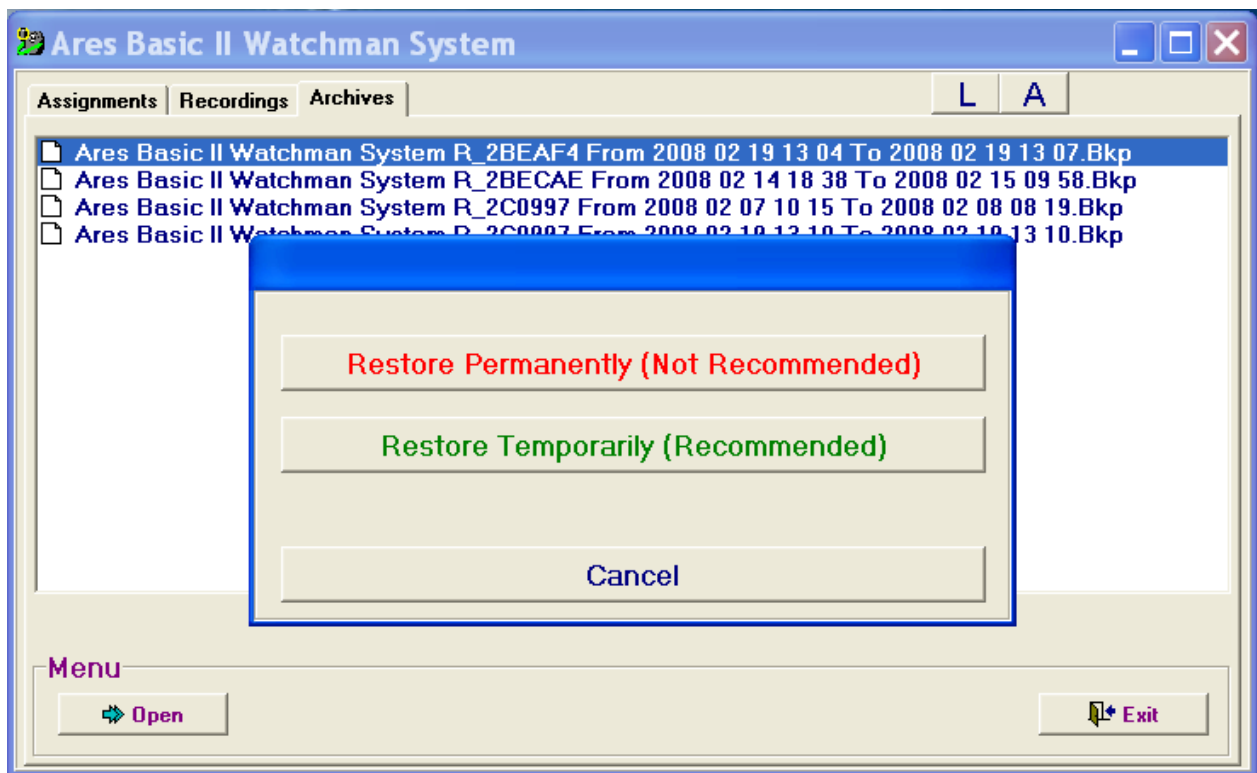 Ares Basic II Watchman System
Assignments Recordings Archives L A
Ares Basic II Watchman System R_2BEAF4 From 2008 02 19 13 04 To 2008 02 19 13 07.Bkp
Ares Basic II Watchman System R_2BECAE From 2008 02 14 18 38 To 2008 02 15 09 58.Bkp
Ares Basic II Watchman System R_2C0997 From 2008 02 07 10 15 To 2008 02 08 08 19.Bkp
Ares Basic II 13 10.Bkp
Restore Permanently (Not Recommended)
Restore Temporarily (Recommended)
Cancel
Menu
Open Exit